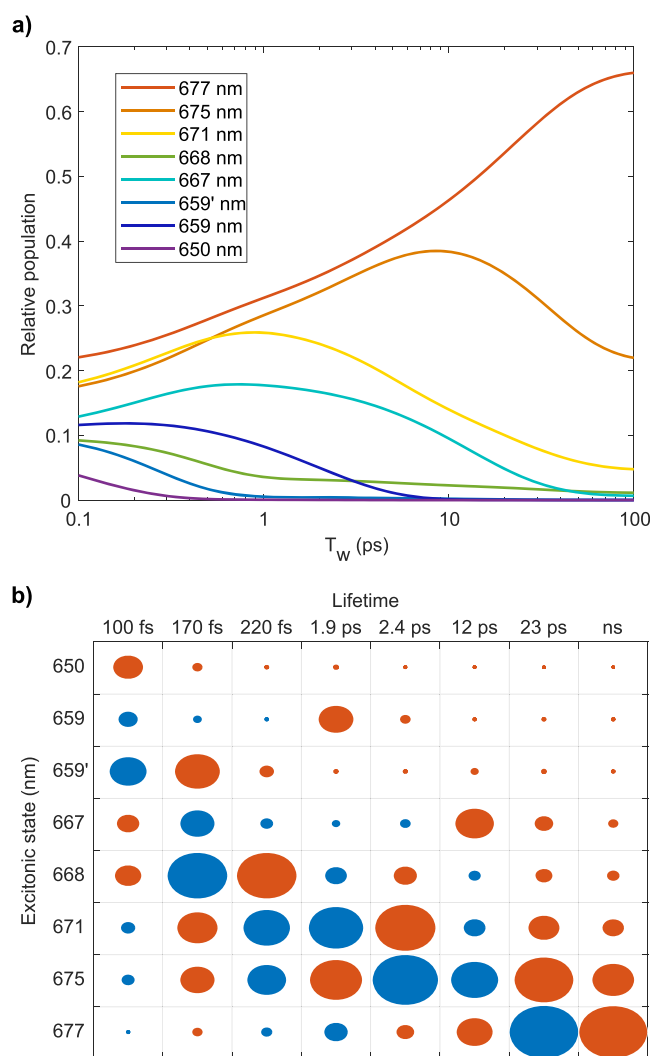 a)
0.7
0.6
0.5
0.4
0.3
0.2
0.1
0
Relative population
677 nm
675 nm
671 nm
668 nm
667 nm
659' nm
659 nm
650 nm
0.1 1 10 100
Tw (ps)
b)
Lifetime
100 fs 170 fs 220 fs 1.9 ps 2.4 ps 12 ps 23 ps ns
Excitonic state (nm)
650
659
659'
667
668
671
675
677